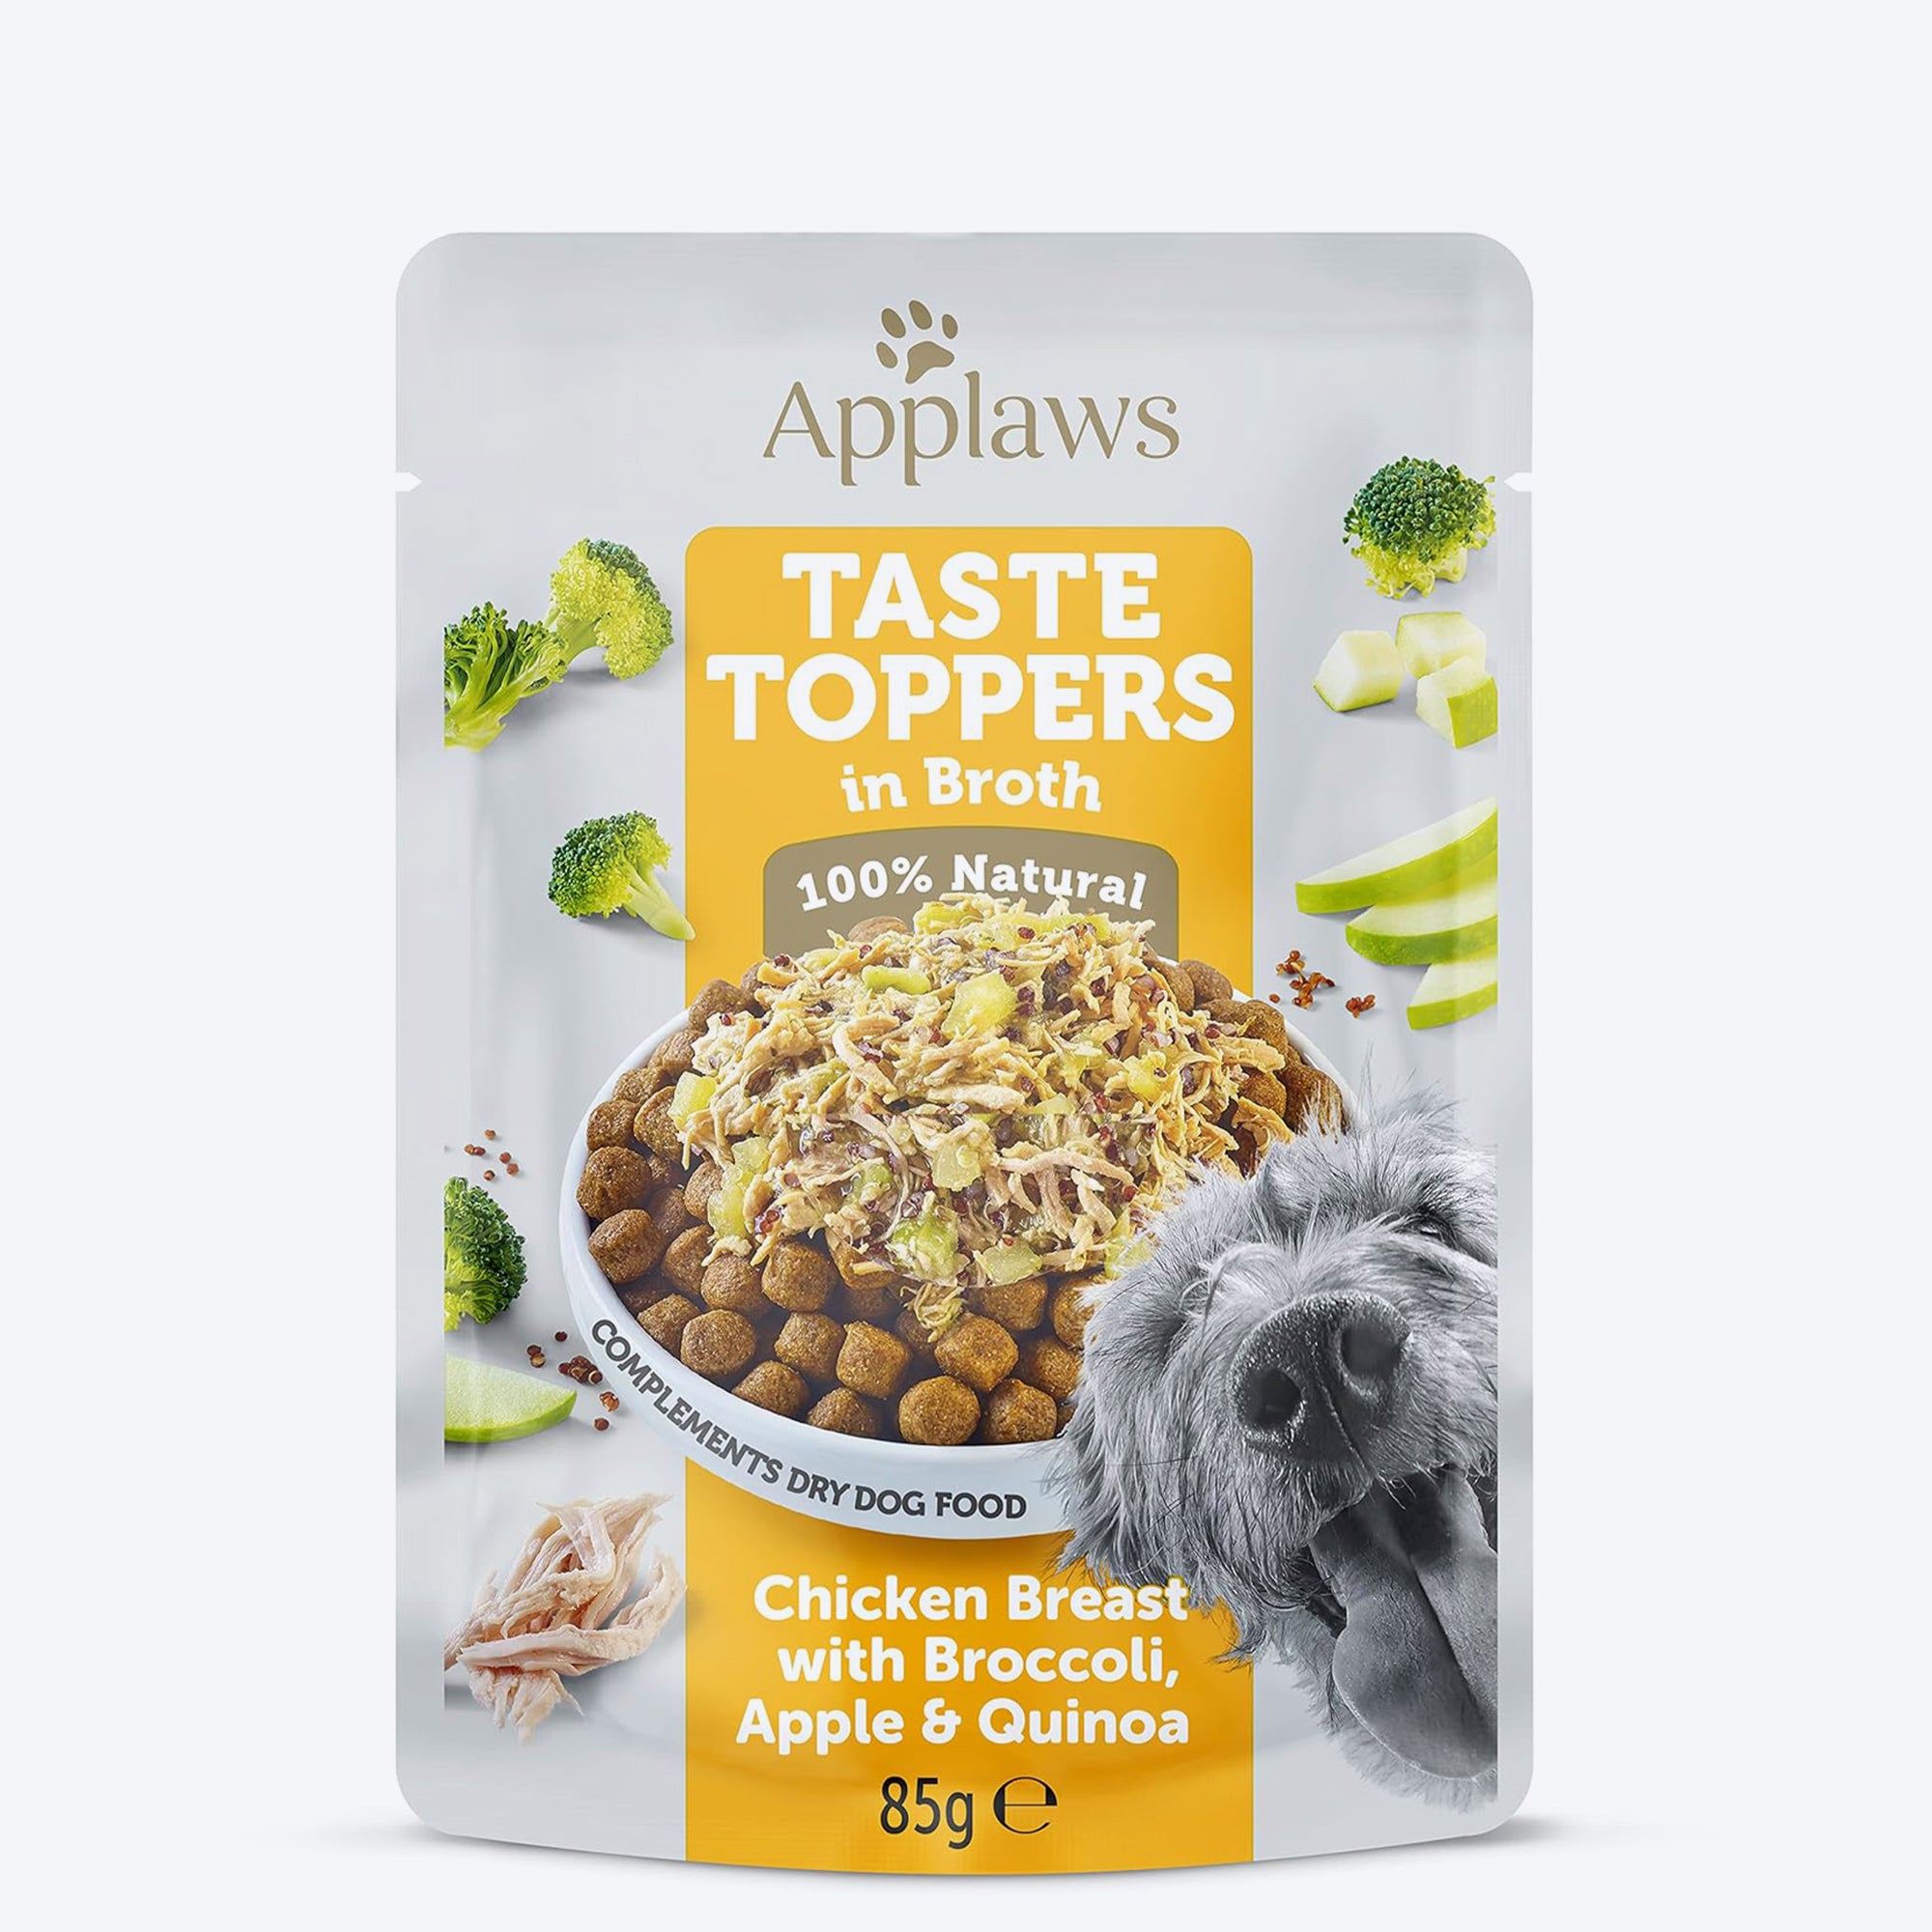 Applaws
TASTE
TOPPERS
in Broth
100% Natural
COMPLEMENTS DRY DOG FOOD
Chicken Breast
with Broccoli,
Apple & Quinoa
85g ℮